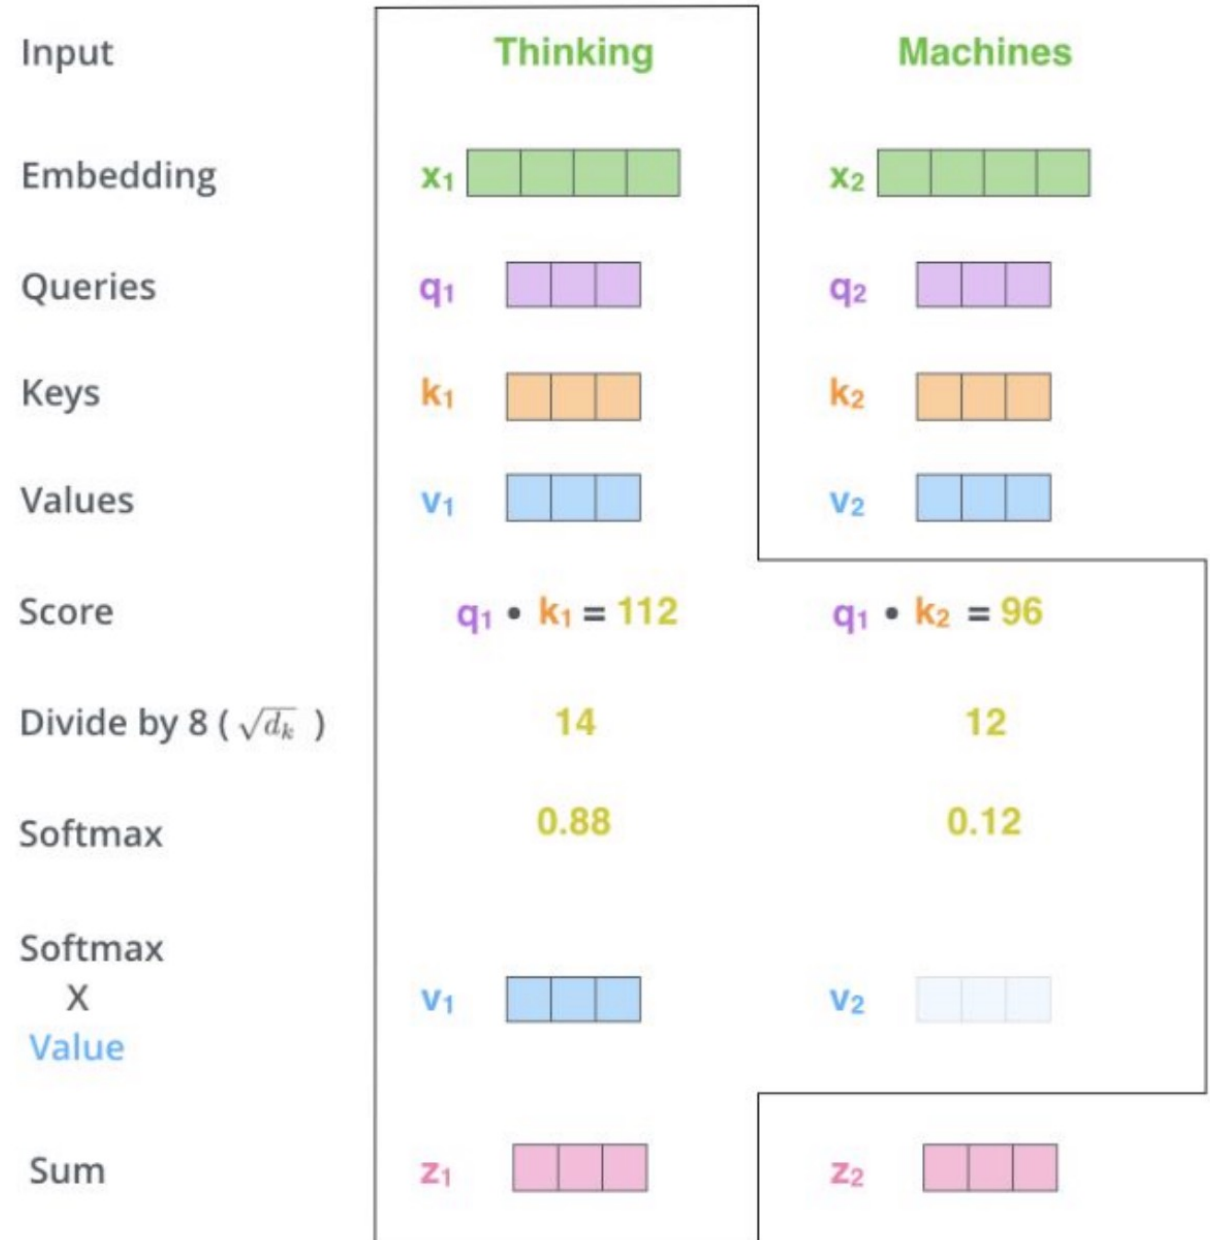 Input Thinking Machines
Embedding x₁ x₂
Queries q₁ q₂
Keys k₁ k₂
Values v₁ v₂
Score q₁ • k₁ = 112 q₁ • k₂ = 96
Divide by 8 ( √dₖ ) 14 12
Softmax 0.88 0.12
Softmax
X
Value v₁ v₂
Sum z₁ z₂